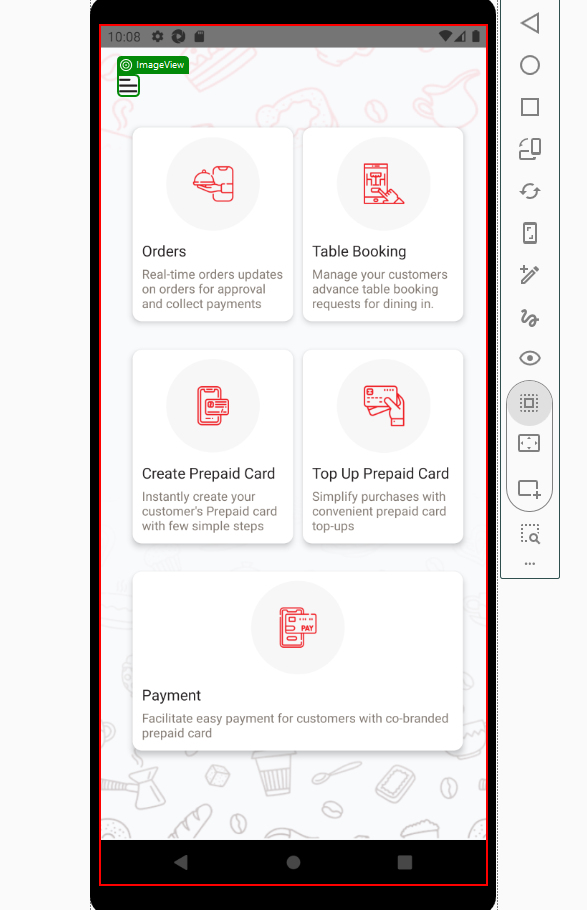 10:08
ImageView
Orders
Real-time orders updates
on orders for approval
and collect payments
Table Booking
Manage your customers
advance table booking
requests for dining in.
Create Prepaid Card
Instantly create your
customer's Prepaid card
with few simple steps
Top Up Prepaid Card
Simplify purchases with
convenient prepaid card
top-ups
PAY
Payment
Facilitate easy payment for customers with co-branded
prepaid card